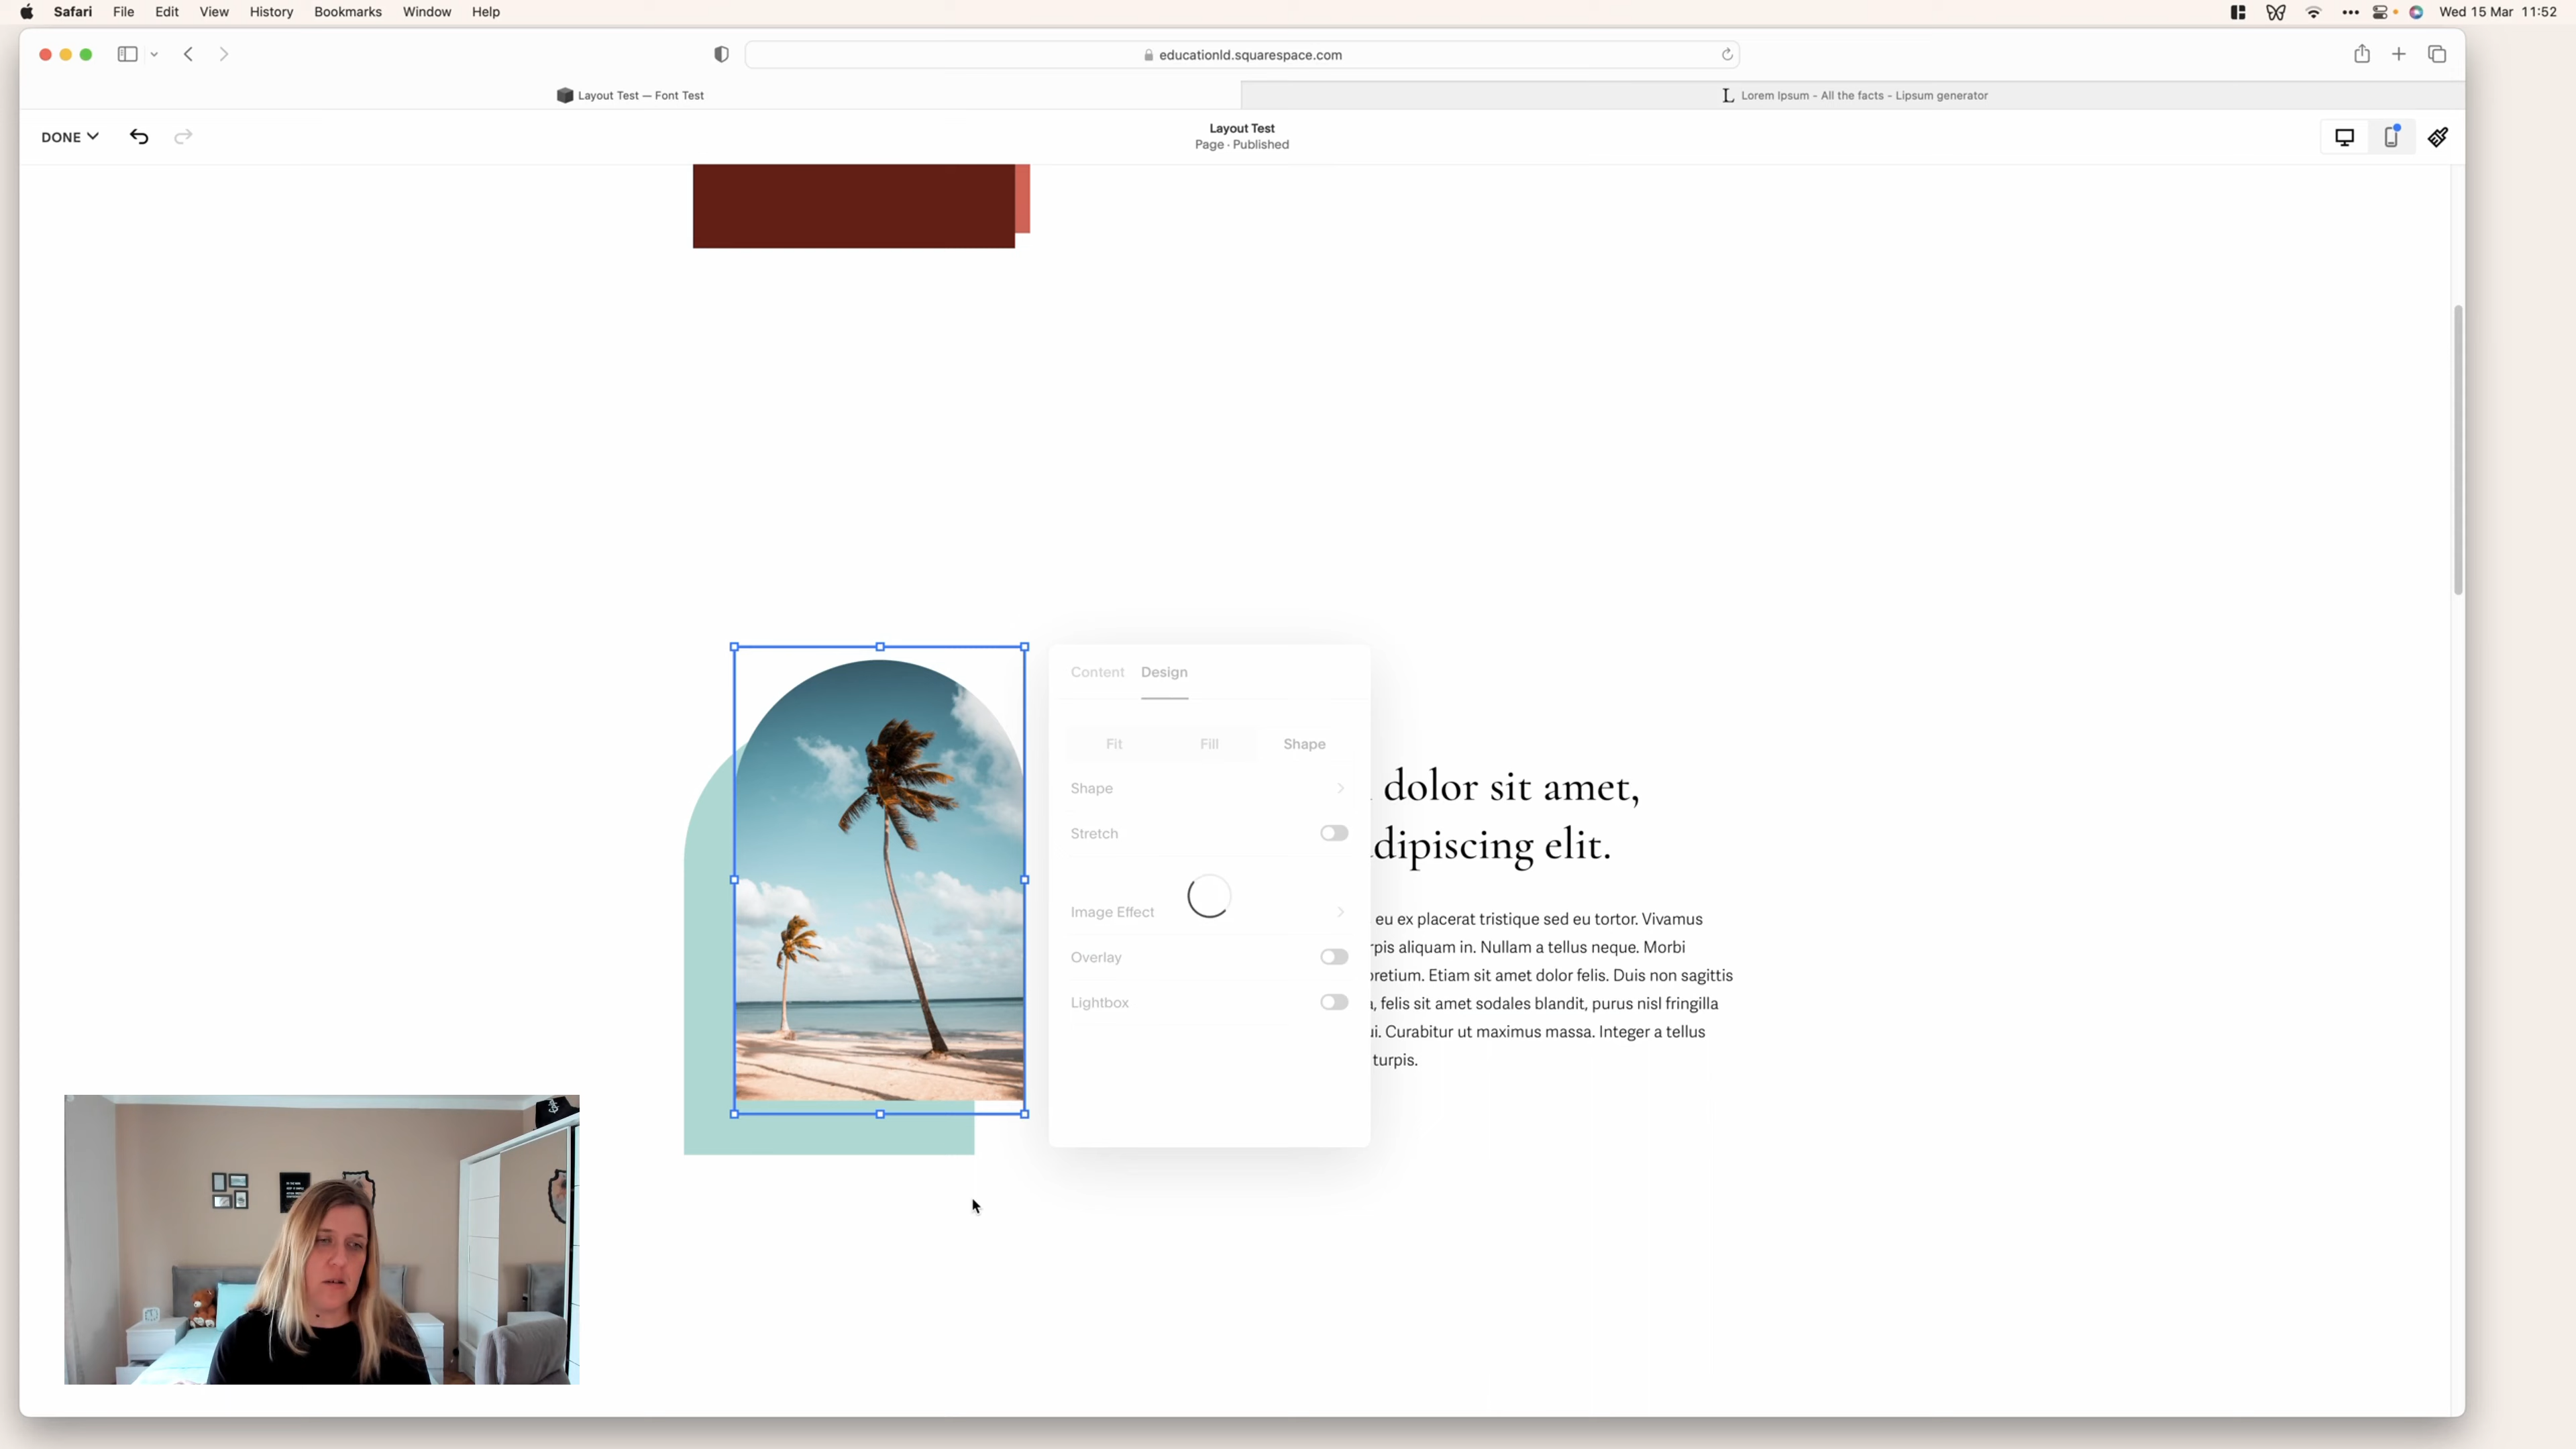 Safari File Edit View History Bookmarks Window Help
Wed 15 Mar 11:52
educationld.squarespace.com
Layout Test — Font Test
L Lorem Ipsum - All the facts - Lipsum generator
DONE
Layout Test
Page · Published
Content Design
Fit Fill Shape
Shape
Stretch
Image Effect
Overlay
Lightbox
dolor sit amet,
dipiscing elit.
eu ex placerat tristique sed eu tortor. Vivamus
rpis aliquam in. Nullam a tellus neque. Morbi
pretium. Etiam sit amet dolor felis. Duis non sagittis
, felis sit amet sodales blandit, purus nisl fringilla
ui. Curabitur ut maximus massa. Integer a tellus
turpis.